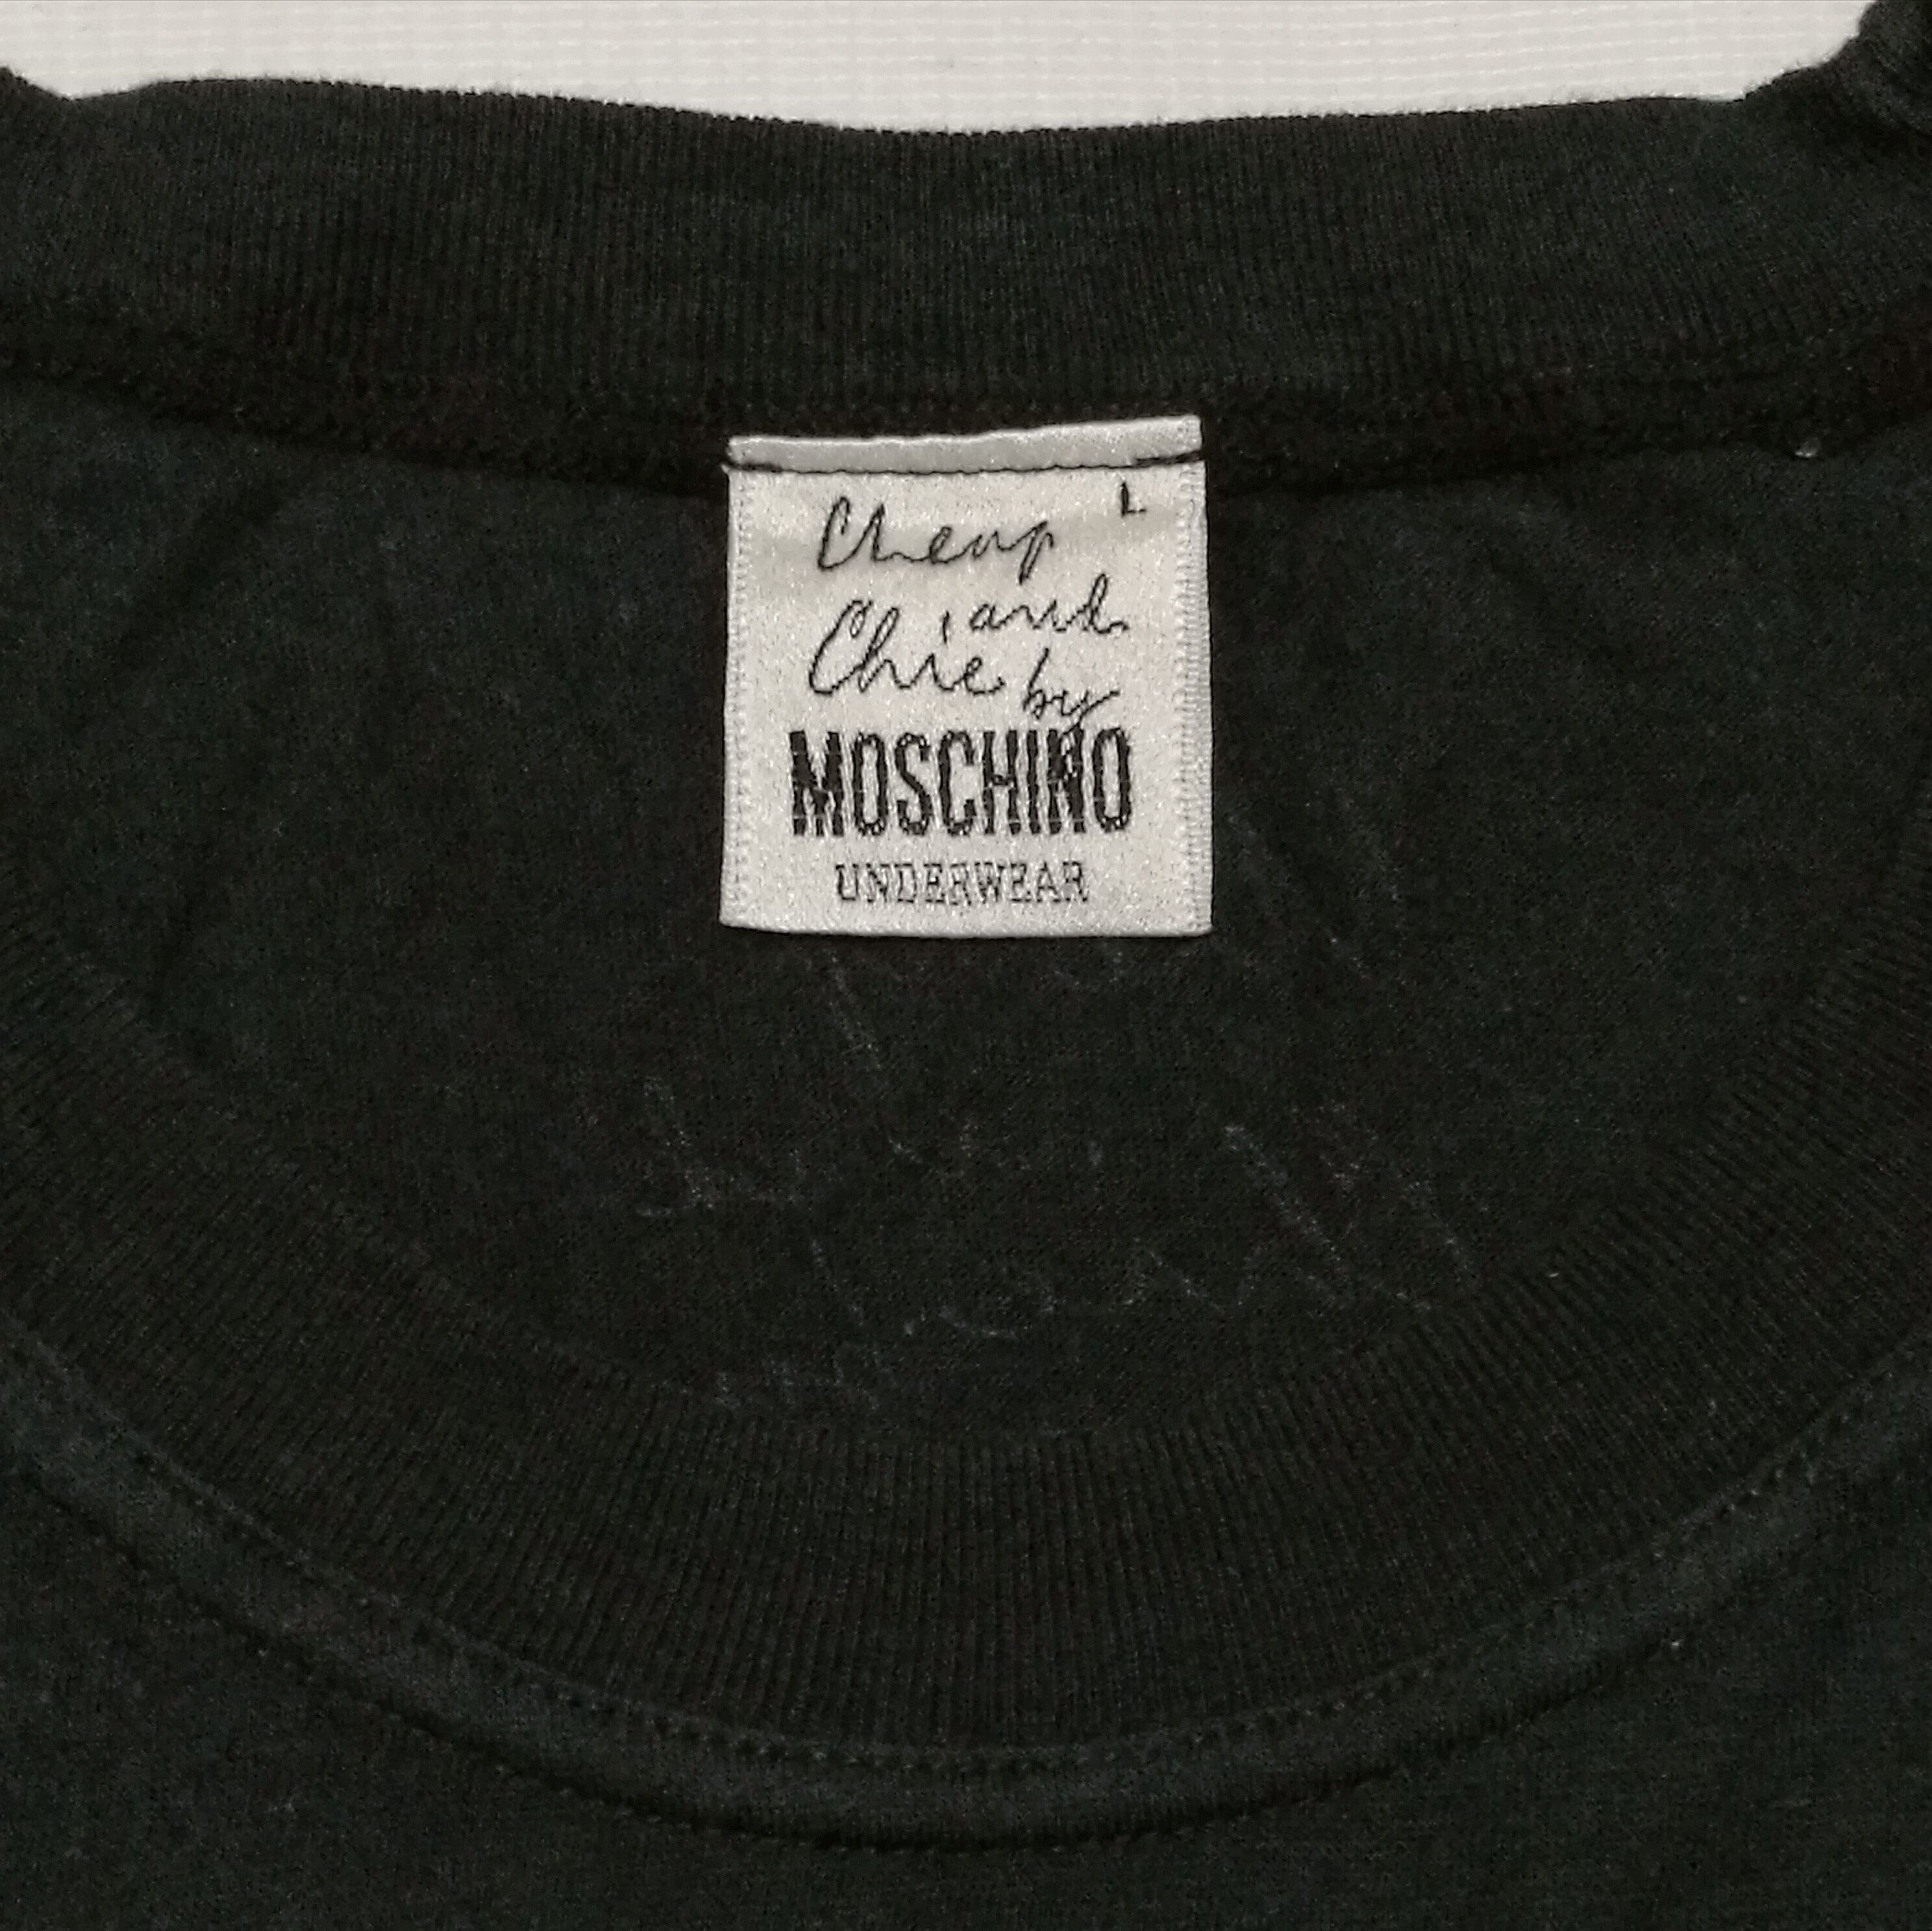 L
Cheap
and
Chic by
MOSCHINO
UNDERWEAR